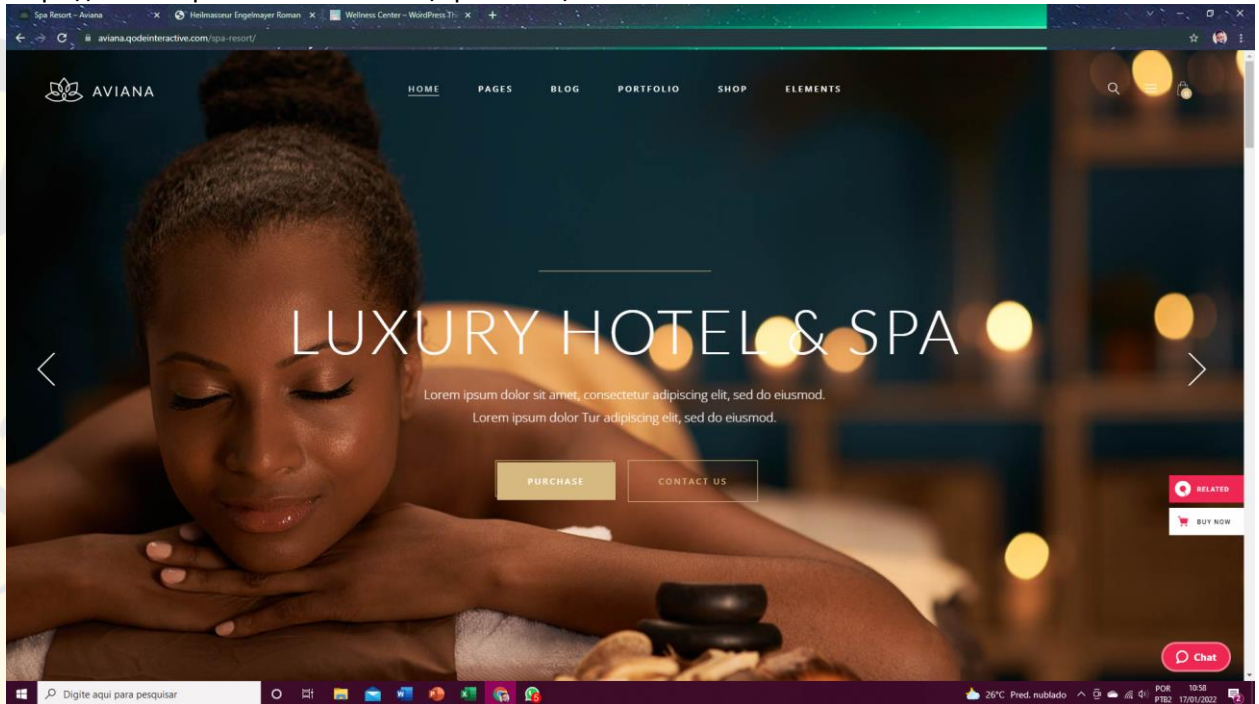 Spa Resort – Aviana
Heilmasseur Engelmayer Roman
Wellness Center – WordPress Th
aviana.qodeinteractive.com/spa-resort/
AVIANA
HOME PAGES BLOG PORTFOLIO SHOP ELEMENTS
0
LUXURY HOTEL & SPA
Lorem ipsum dolor sit amet, consectetur adipiscing elit, sed do eiusmod.
Lorem ipsum dolor Tur adipiscing elit, sed do eiusmod.
PURCHASE CONTACT US
RELATED
BUY NOW
Chat
Digite aqui para pesquisar
26°C Pred. nublado
POR 10:58
PTB2 17/01/2022